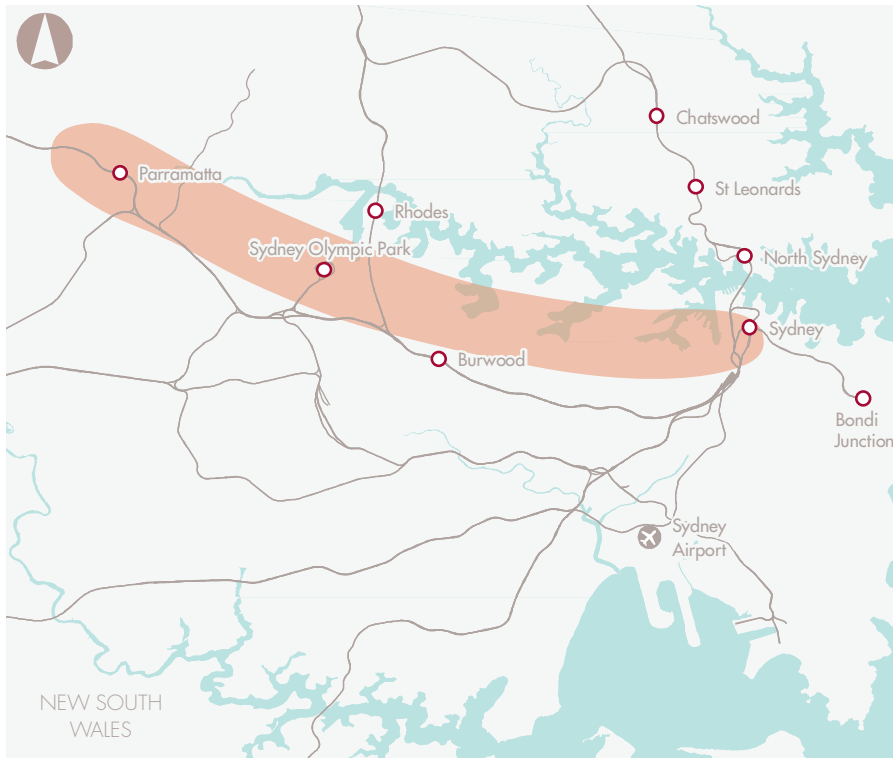 Chatswood
Parramatta
St Leonards
Rhodes
Sydney Olympic Park
North Sydney
Sydney
Burwood
Bondi
Junction
Sydney
Airport
NEW SOUTH
WALES